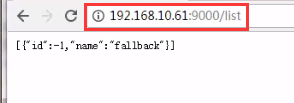 192.168.10.61:9000/list
[{"id":-1,"name":"fallback"}]